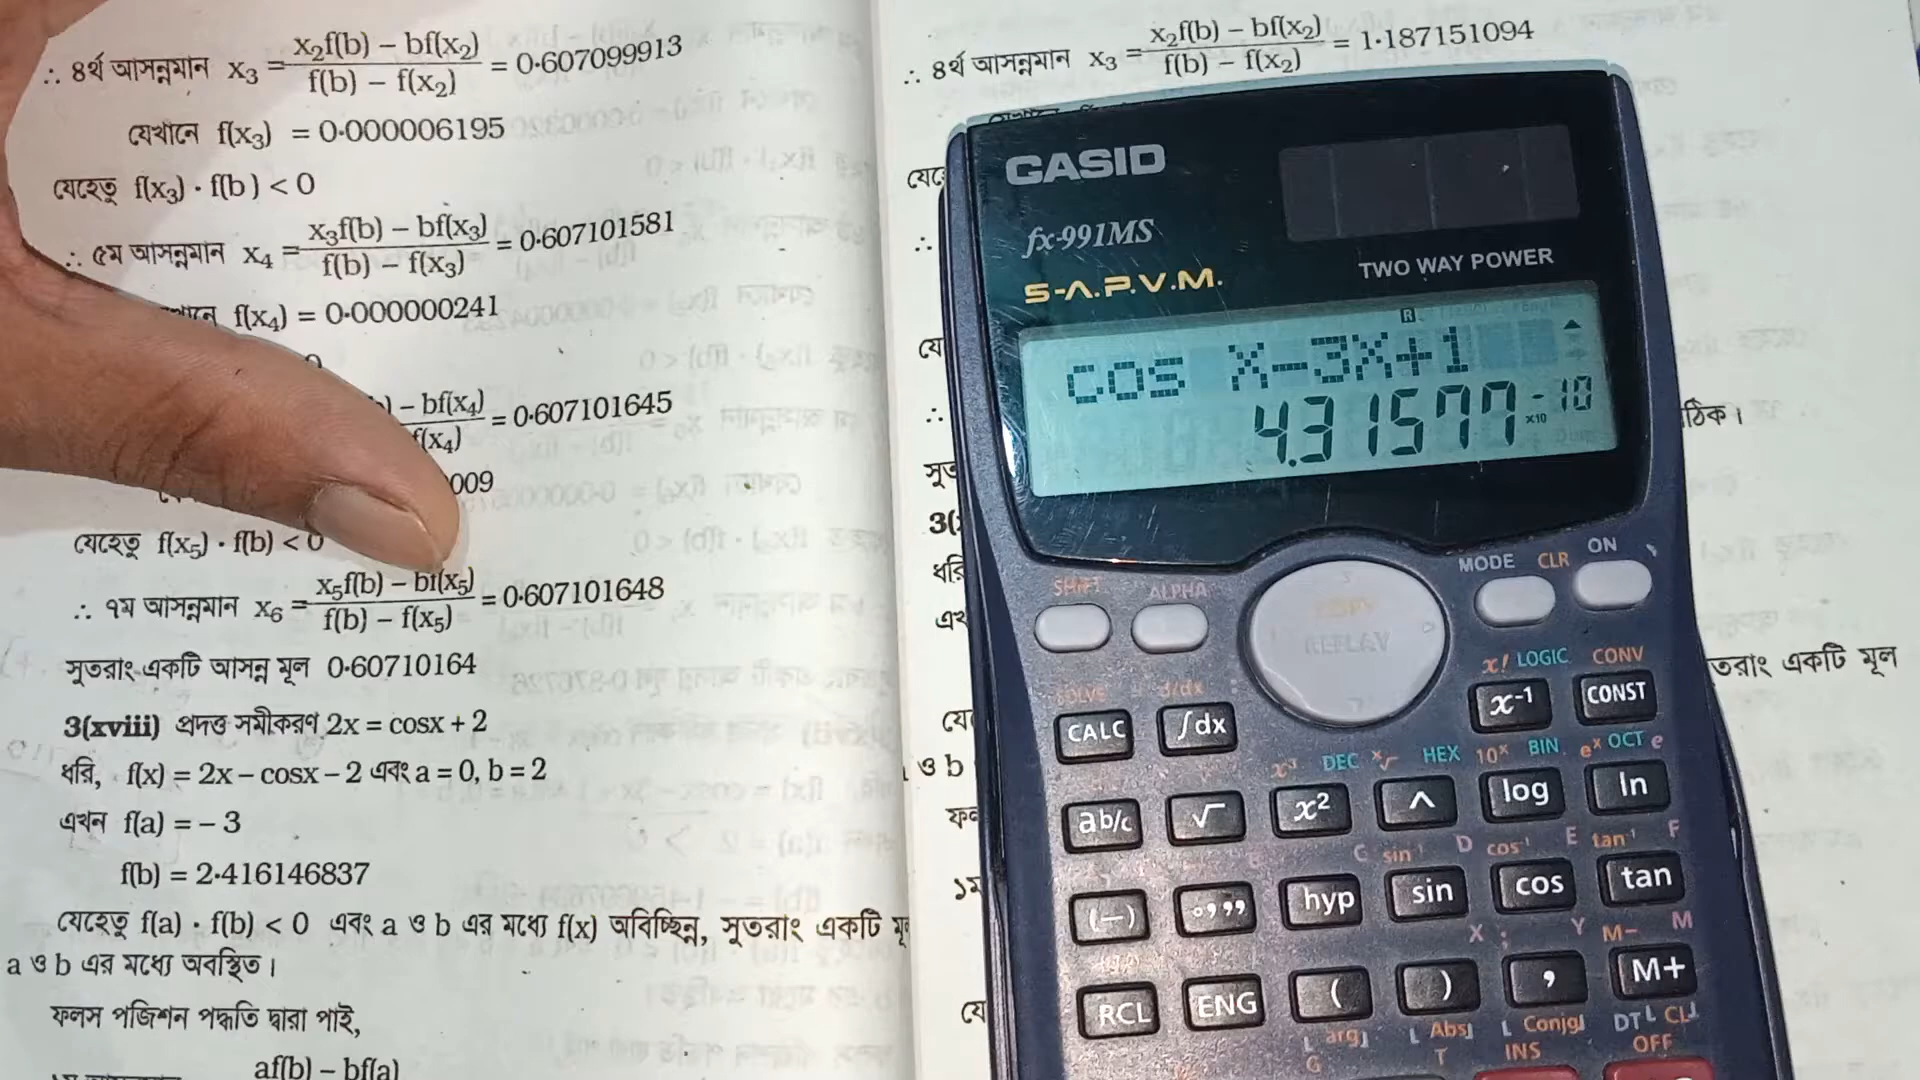 ∴ ৪র্থ আসন্নমান x₃ = x₂f(b) − bf(x₂) / f(b) − f(x₂) = 0·607099913
যেখানে f(x₃) = 0·000006195
যেহেতু f(x₃) · f(b) < 0
∴ ৫ম আসন্নমান x₄ = x₃f(b) − bf(x₃) / f(b) − f(x₃) = 0·607101581
f(x₄) = 0·000000241
− bf(x₄) / f(x₄) = 0·607101645
009
যেহেতু f(x₅) · f(b) < 0
∴ ৭ম আসন্নমান x₆ = x₅f(b) − bf(x₅) / f(b) − f(x₅) = 0·607101648
সুতরাং একটি আসন্ন মূল 0·60710164
3(xviii) প্রদত্ত সমীকরণ 2x = cosx + 2
ধরি, f(x) = 2x − cosx − 2 এবং a = 0, b = 2
এখন f(a) = − 3
f(b) = 2·416146837
যেহেতু f(a) · f(b) < 0 এবং a ও b এর মধ্যে f(x) অবিচ্ছিন্ন, সুতরাং একটি
a ও b এর মধ্যে অবস্থিত।
ফলস পজিশন পদ্ধতি দ্বারা পাই,
af(b) − bf(a)
∴ ৪র্থ আসন্নমান x₃ = x₂f(b) − bf(x₂) / f(b) − f(x₂) = 1·187151094
∴
∴
ঠিক।
3(
ধরি
তরাং একটি মূল
ও b
CASIO
fx-991MS
S-V.P.A.M.
TWO WAY POWER
R
cos X−3X+1
4.31577×10⁻¹⁰
SHIFT ALPHA MODE CLR ON
COPY
REPLAY
SOLVE d/dx x! LOGIC CONV
CALC ∫dx x⁻¹ CONST
x³ DEC ˣ√ HEX 10ˣ BIN eˣ OCT e
ab/c √ x² ^ log ln
C sin⁻¹ D cos⁻¹ E tan⁻¹ F
(−) °,,, hyp sin cos tan
X ; Y M− M
RCL ENG ( ) , M+
arg Abs Conjg DT CL
G T INS OFF